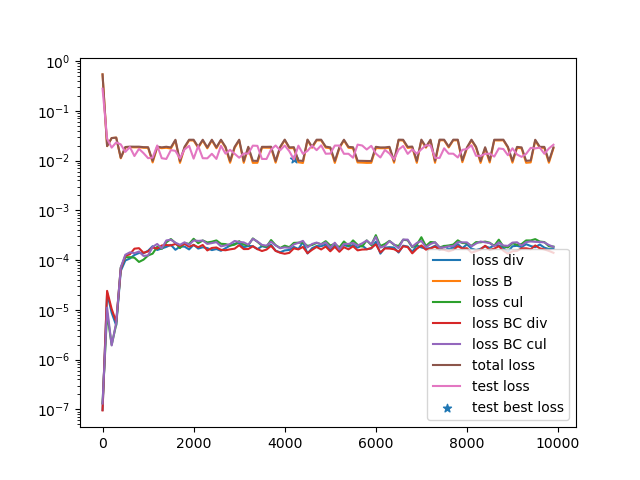 10⁰
10⁻¹
10⁻²
10⁻³
10⁻⁴
10⁻⁵
10⁻⁶
10⁻⁷
0 2000 4000 6000 8000 10000
loss div
loss B
loss cul
loss BC div
loss BC cul
total loss
test loss
test best loss